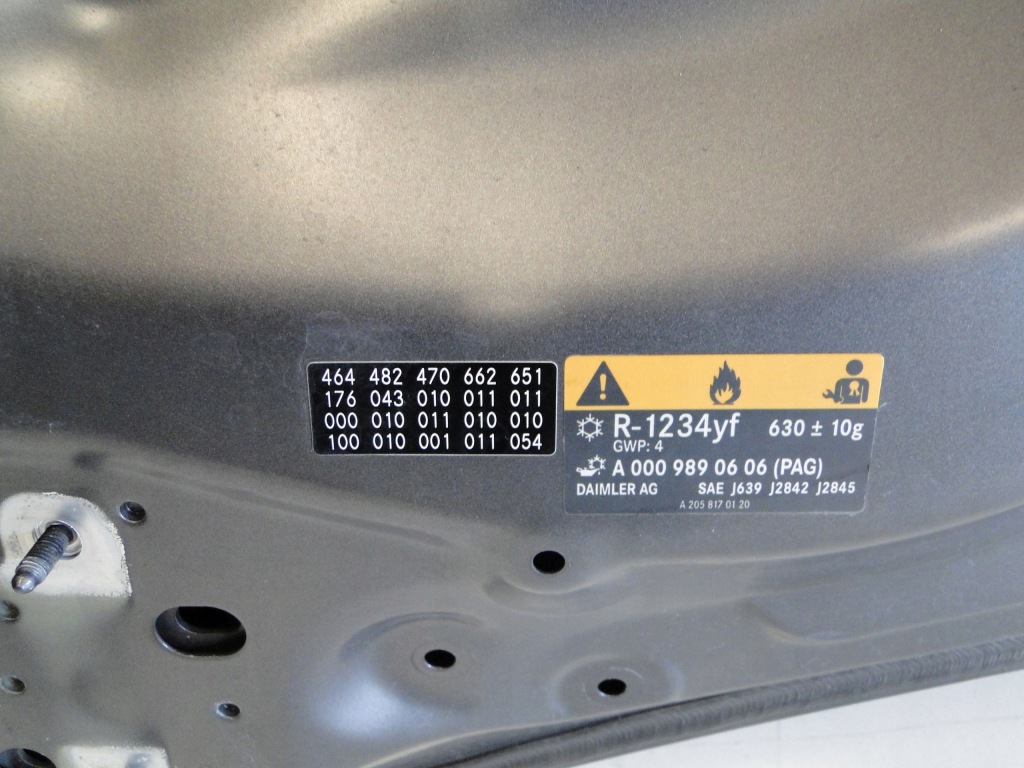 464 482 470 662 651
176 043 010 011 011
000 010 011 010 010
100 010 001 011 054
R-1234yf 630 ± 10g
GWP: 4
A 000 989 06 06 (PAG)
DAIMLER AG SAE J639 J2842 J2845
A 205 817 01 20